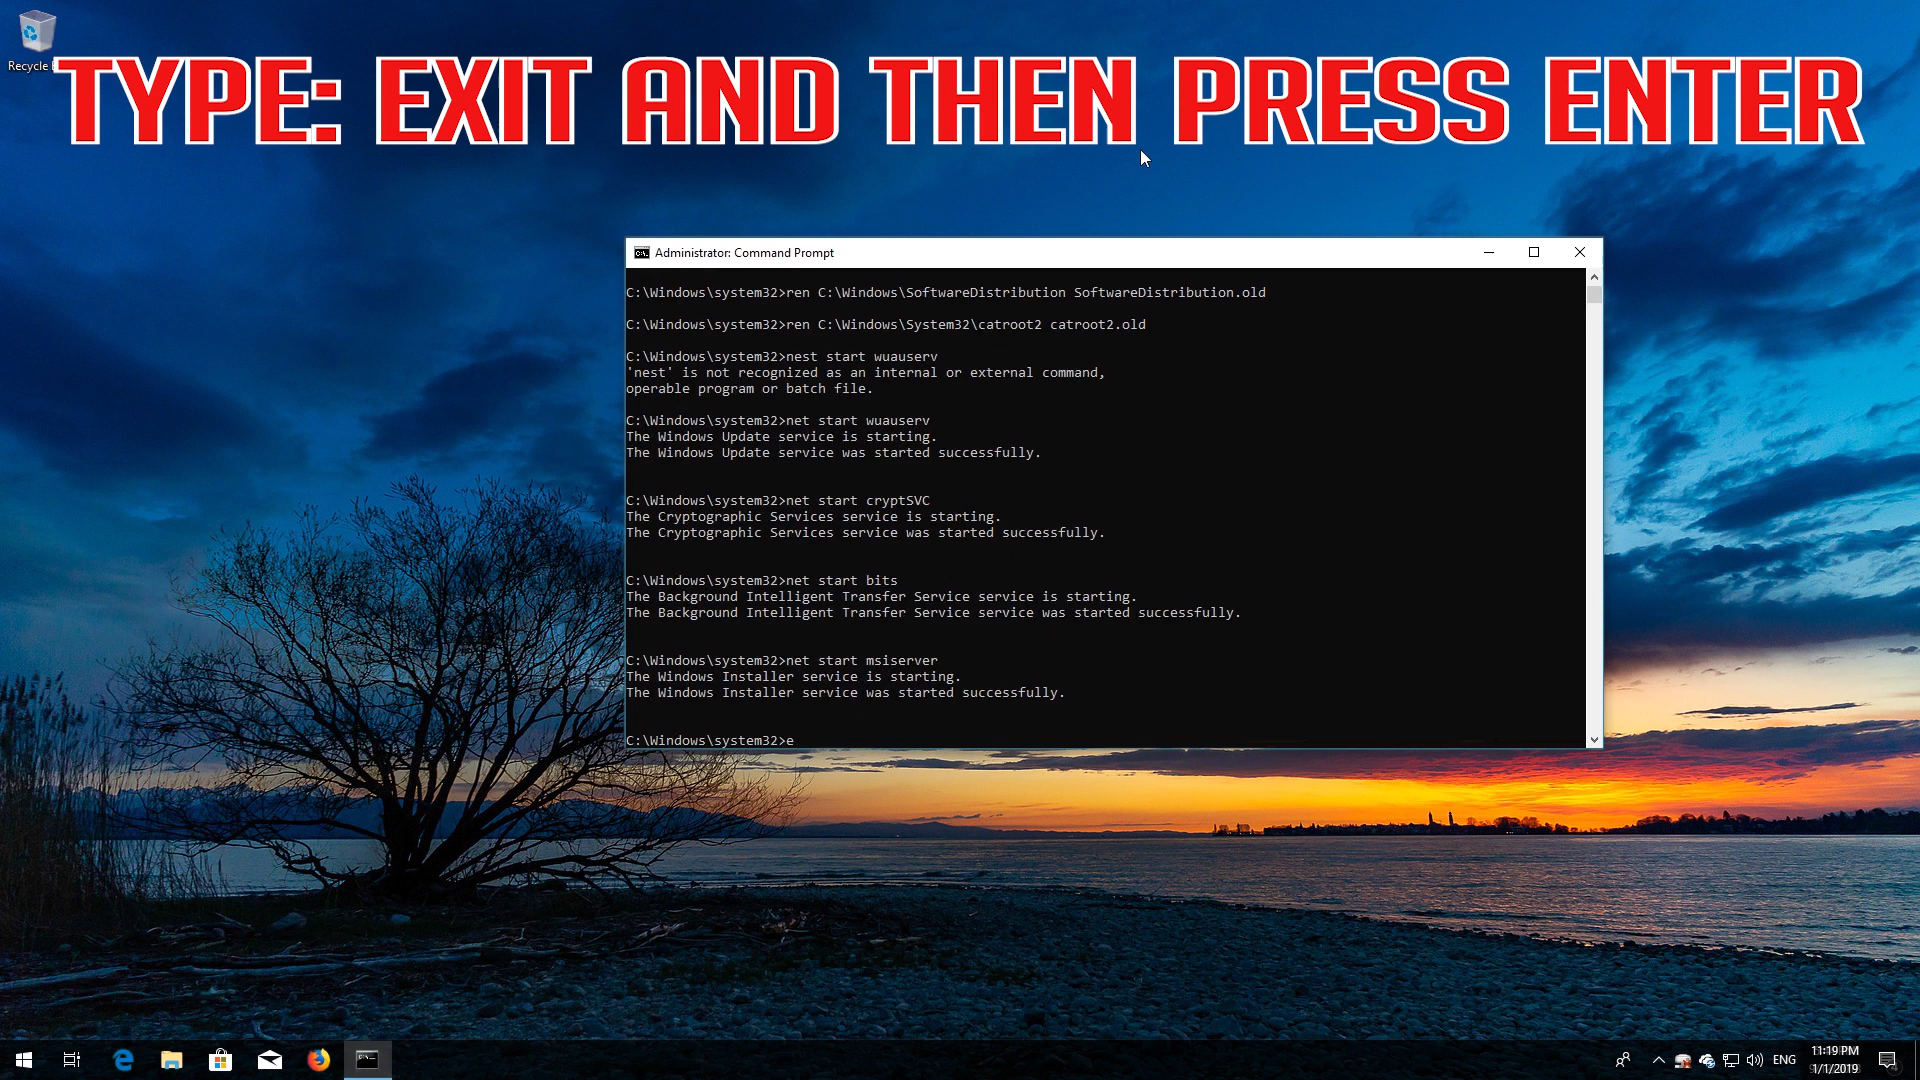 Recycle
TYPE: EXIT AND THEN PRESS ENTER
Administrator: Command Prompt
C:\Windows\system32>ren C:\Windows\SoftwareDistribution SoftwareDistribution.old
C:\Windows\system32>ren C:\Windows\System32\catroot2 catroot2.old
C:\Windows\system32>nest start wuauserv
'nest' is not recognized as an internal or external command,
operable program or batch file.
C:\Windows\system32>net start wuauserv
The Windows Update service is starting.
The Windows Update service was started successfully.
C:\Windows\system32>net start cryptSVC
The Cryptographic Services service is starting.
The Cryptographic Services service was started successfully.
C:\Windows\system32>net start bits
The Background Intelligent Transfer Service service is starting.
The Background Intelligent Transfer Service service was started successfully.
C:\Windows\system32>net start msiserver
The Windows Installer service is starting.
The Windows Installer service was started successfully.
C:\Windows\system32>e
ENG
11:19 PM
1/1/2019